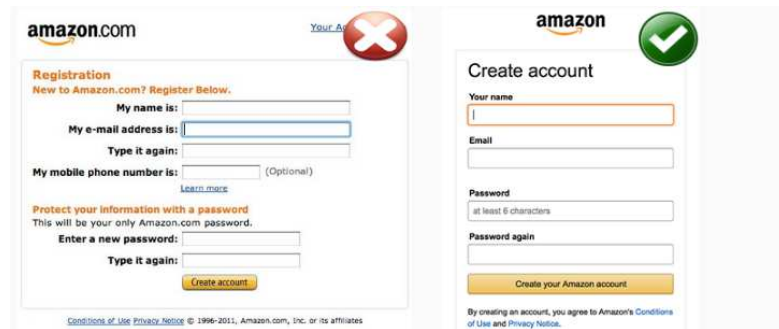 amazon.com
Your
Registration
New to Amazon.com? Register Below.
My name is:
My e-mail address is:
Type it again:
My mobile phone number is: (Optional)
Learn more
Protect your information with a password
This will be your only Amazon.com password.
Enter a new password:
Type it again:
Create account
Conditions of Use Privacy Notice © 1996-2011, Amazon.com, Inc. or its affiliates
amazon
Create account
Your name
Email
Password
at least 6 characters
Password again
Create your Amazon account
By creating an account, you agree to Amazon's Conditions
of Use and Privacy Notice.